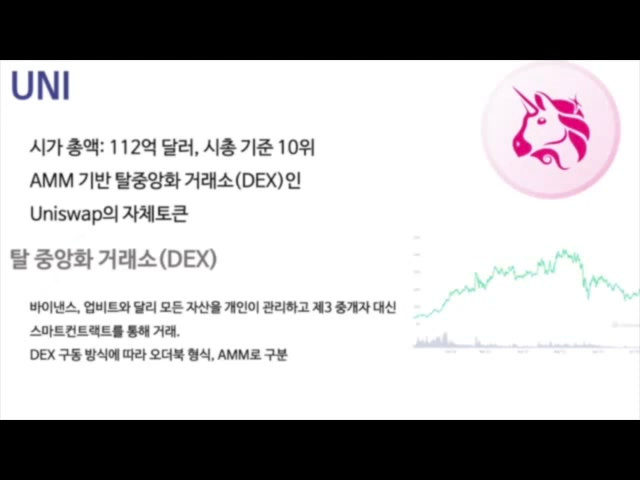 UNI
시가 총액: 112억 달러, 시총 기준 10위
AMM 기반 탈중앙화 거래소(DEX)인
Uniswap의 자체토큰
탈 중앙화 거래소(DEX)
바이낸스, 업비트와 달리 모든 자산을 개인이 관리하고 제3 중개자 대신
스마트컨트랙트를 통해 거래.
DEX 구동 방식에 따라 오더북 형식, AMM로 구분